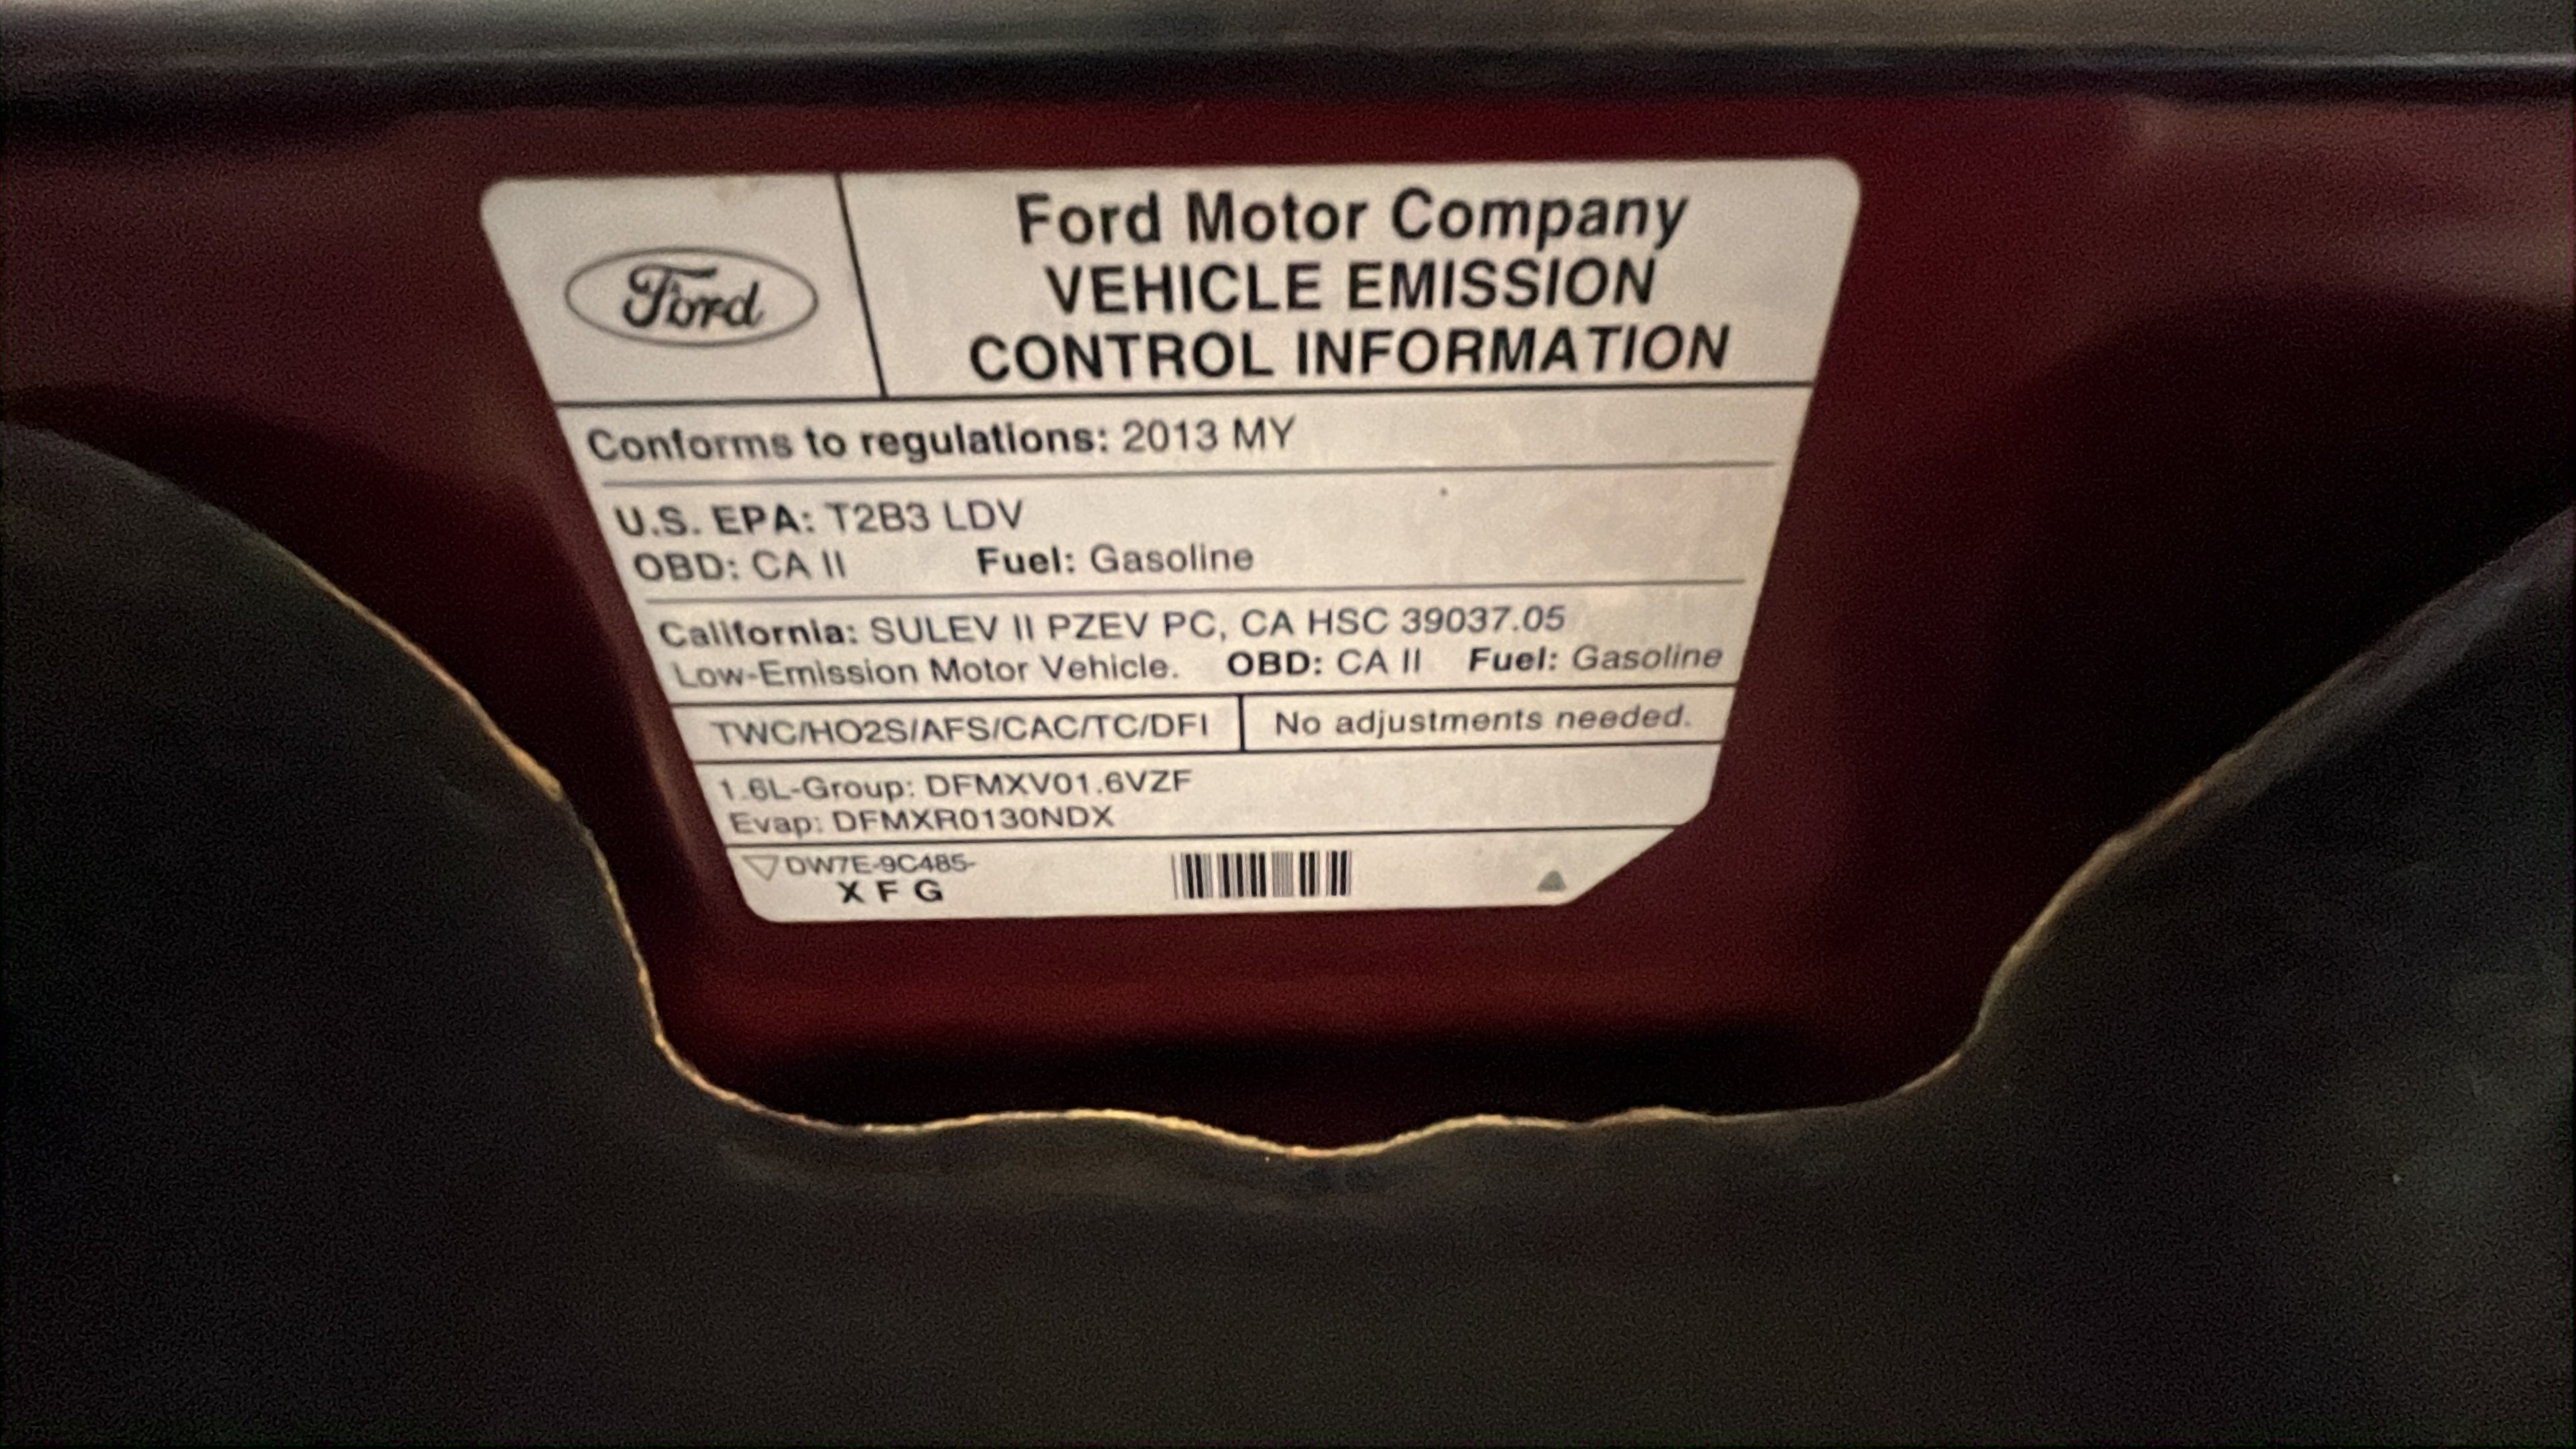 Ford
Ford Motor Company
VEHICLE EMISSION
CONTROL INFORMATION
Conforms to regulations: 2013 MY
U.S. EPA: T2B3 LDV
OBD: CA II Fuel: Gasoline
California: SULEV II PZEV PC, CA HSC 39037.05
Low-Emission Motor Vehicle. OBD: CA II Fuel: Gasoline
TWC/HO2S/AFS/CAC/TC/DFI No adjustments needed.
1.6L-Group: DFMXV01.6VZF
Evap: DFMXR0130NDX
DW7E-9C485-
X F G